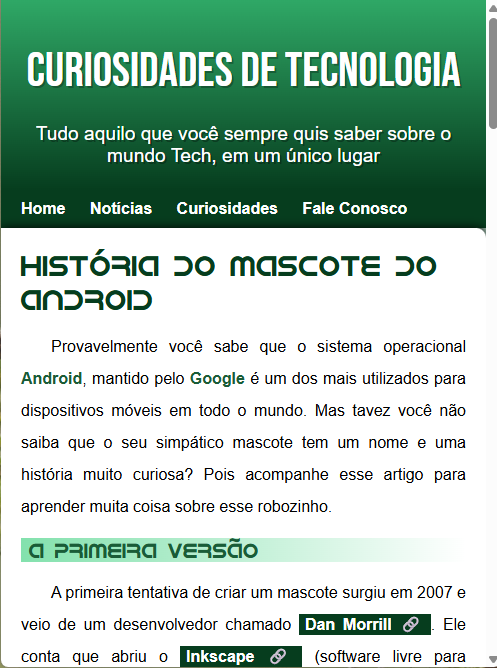 CURIOSIDADES DE TECNOLOGIA
Tudo aquilo que você sempre quis saber sobre o
mundo Tech, em um único lugar
Home Notícias Curiosidades Fale Conosco
História do Mascote do
Android
Provavelmente você sabe que o sistema operacional
Android, mantido pelo Google é um dos mais utilizados para
dispositivos móveis em todo o mundo. Mas tavez você não
saiba que o seu simpático mascote tem um nome e uma
história muito curiosa? Pois acompanhe esse artigo para
aprender muita coisa sobre esse robozinho.
A primeira versão
A primeira tentativa de criar um mascote surgiu em 2007 e
veio de um desenvolvedor chamado Dan Morrill 🔗. Ele
conta que abriu o Inkscape 🔗 (software livre para